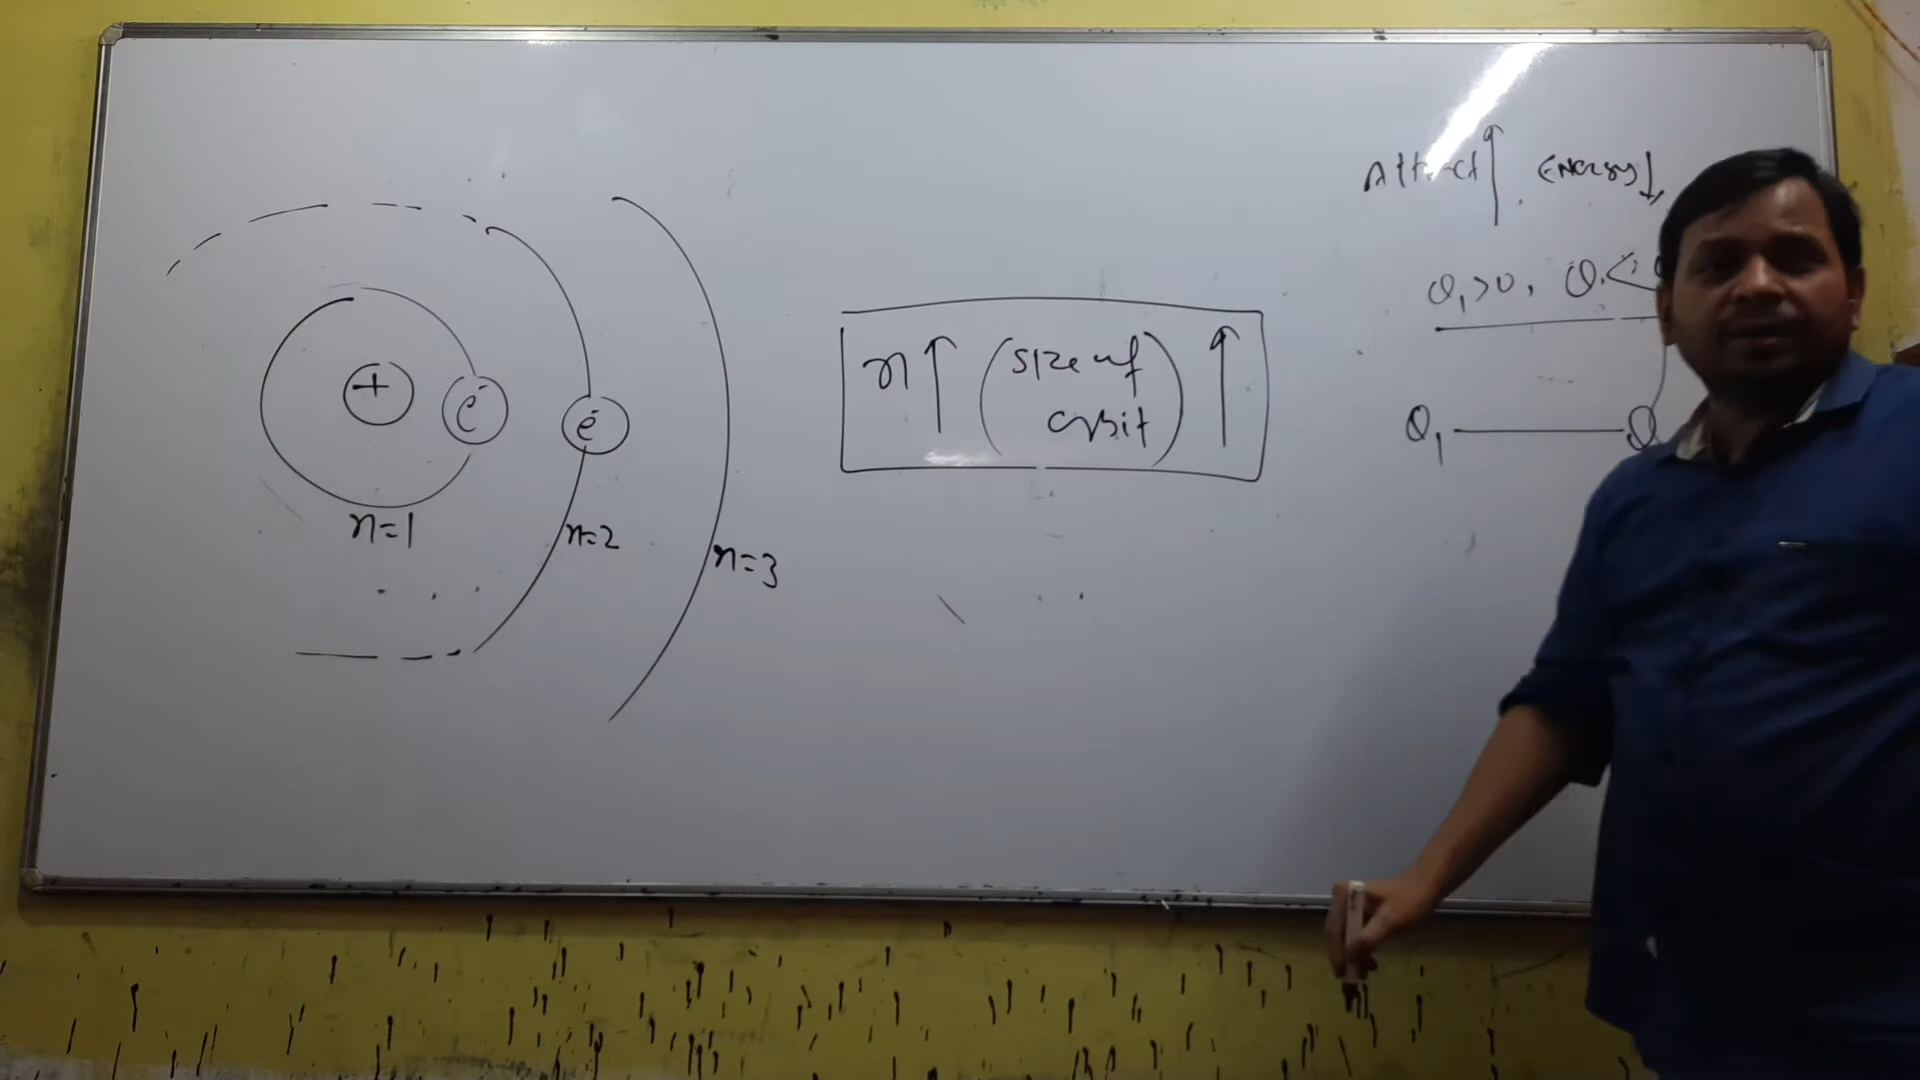 +
e⁻
e⁻
n=1
n=2
n=3
n↑ (size of orbit) ↑
Attract↑ Energy↓
Q₁>0, Q.<
Q₁ — Q